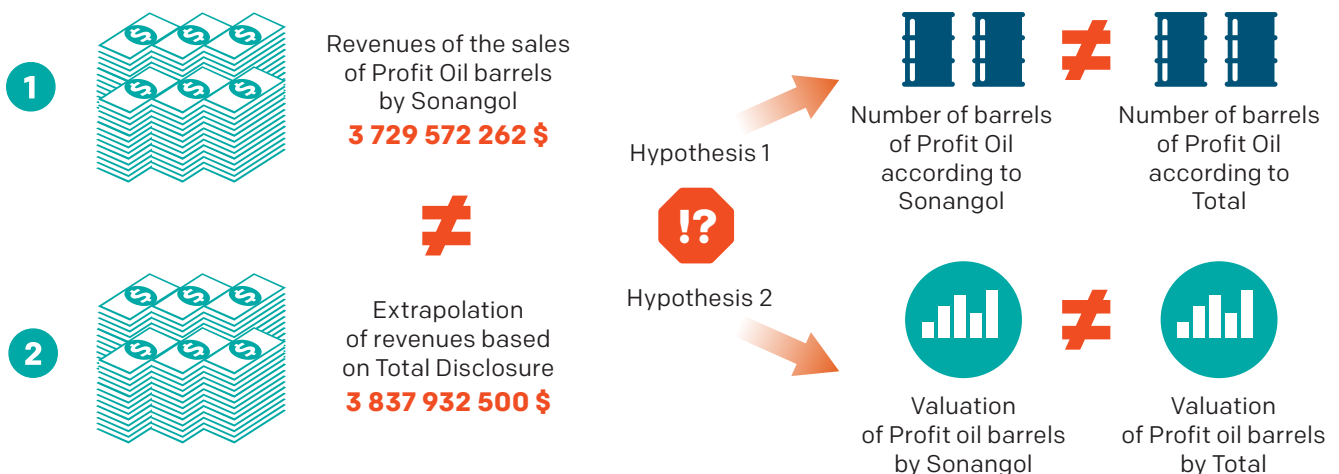 1
Revenues of the sales
of Profit Oil barrels
by Sonangol
3 729 572 262 $
≠
2
Extrapolation
of revenues based
on Total Disclosure
3 837 932 500 $
Hypothesis 1
!?
Hypothesis 2
≠
Number of barrels
of Profit Oil
according to
Sonangol
Number of barrels
of Profit Oil
according to
Total
≠
Valuation
of Profit oil barrels
by Sonangol
Valuation
of Profit oil barrels
by Total